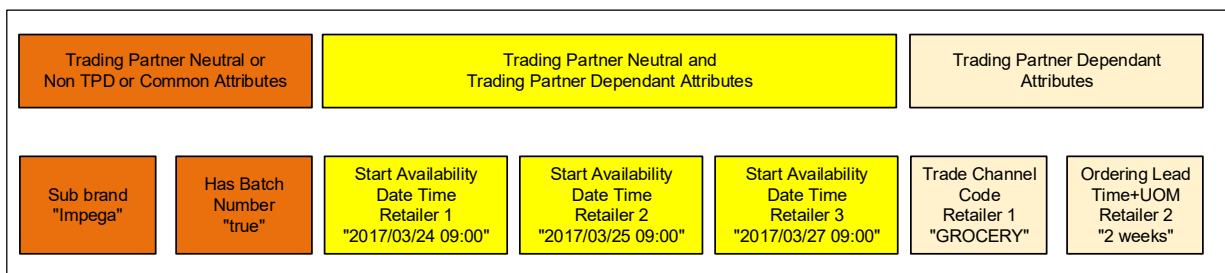 Trading Partner Neutral or
Non TPD or Common Attributes
Trading Partner Neutral and
Trading Partner Dependant Attributes
Trading Partner Dependant
Attributes
Sub brand
"Impega"
Has Batch
Number
"true"
Start Availability
Date Time
Retailer 1
"2017/03/24 09:00"
Start Availability
Date Time
Retailer 2
"2017/03/25 09:00"
Start Availability
Date Time
Retailer 3
"2017/03/27 09:00"
Trade Channel
Code
Retailer 1
"GROCERY"
Ordering Lead
Time+UOM
Retailer 2
"2 weeks"